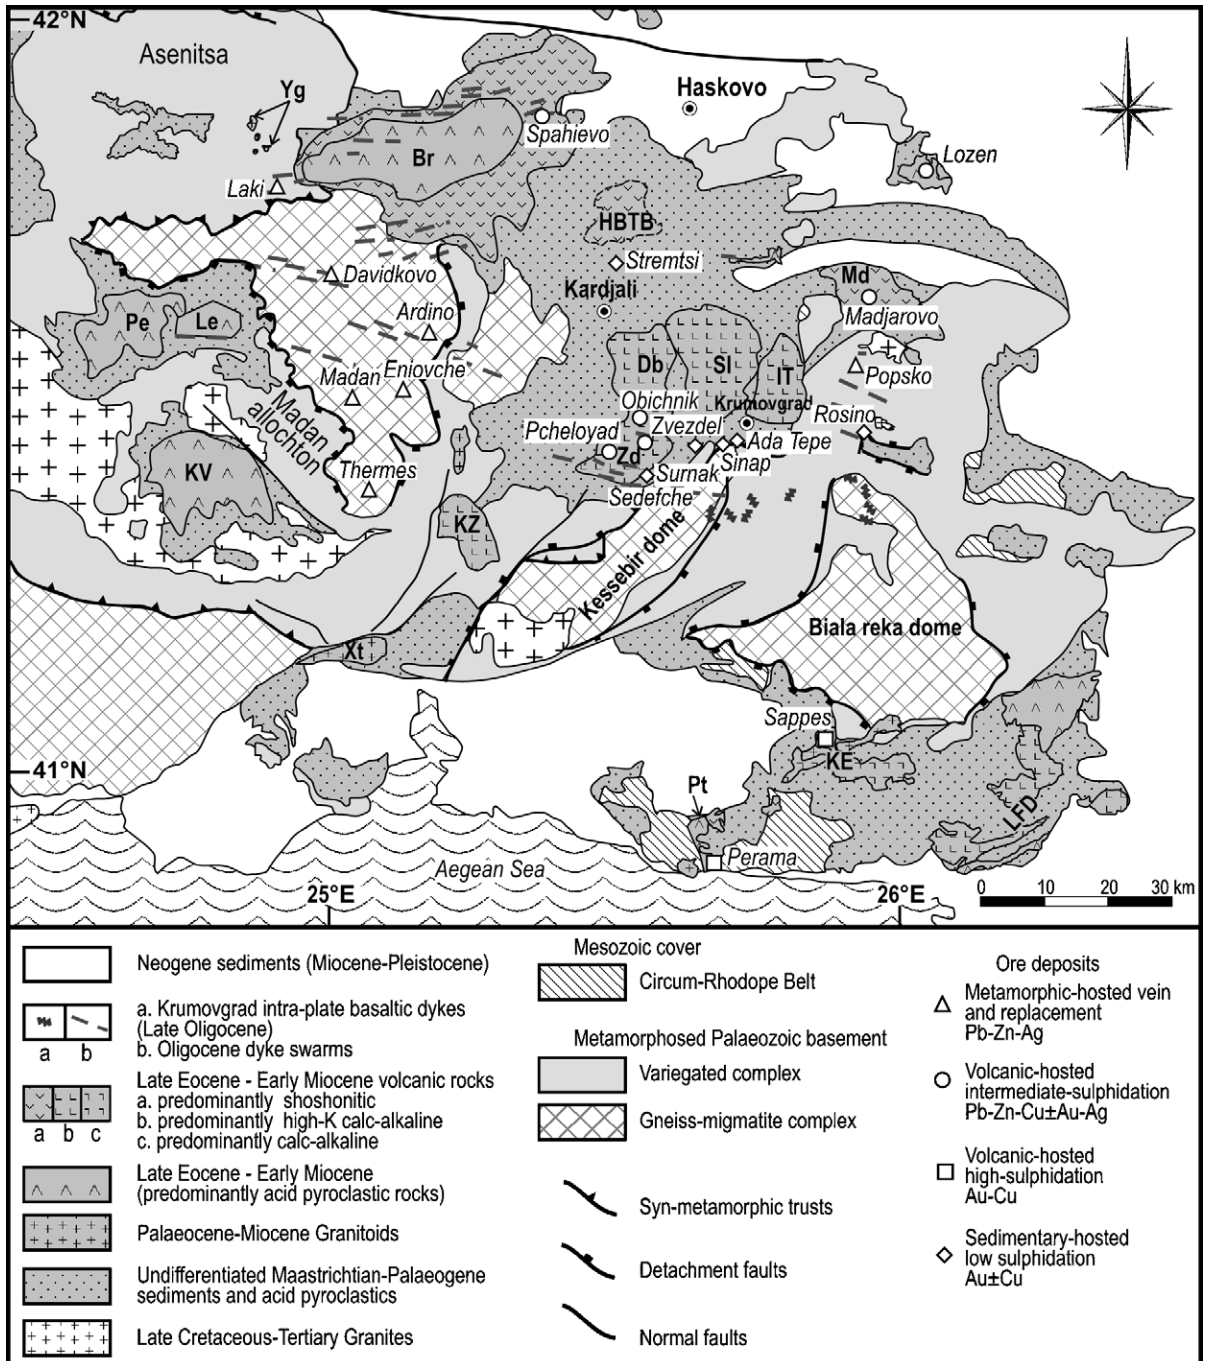 42°N
Asenitsa
Yg
Haskovo
Br
Spahievo
Lozen
Laki
HBTB
Stremtsi
Davidkovo
Md
Kardjali
Madjarovo
Ardino
Pe
Le
Db
Sl
IT
Popsko
Eniovche
Madan
Obichnik
Krumovgrad
Rosino
Madan
allochton
Pcheloyad
Zvezdel
Ada Tepe
Zd
Sinap
KV
Thermes
Surnak
Sedefche
KZ
Kessebir dome
Biala reka dome
Xt
Sappes
41°N
KE
Pt
LFD
Perama
Aegean Sea
25°E
26°E
0 10 20 30 km
Neogene sediments (Miocene-Pleistocene)
a. Krumovgrad intra-plate basaltic dykes
(Late Oligocene)
b. Oligocene dyke swarms
a b
Late Eocene - Early Miocene volcanic rocks
a. predominantly shoshonitic
b. predominantly high-K calc-alkaline
c. predominantly calc-alkaline
a b c
Late Eocene - Early Miocene
(predominantly acid pyroclastic rocks)
Palaeocene-Miocene Granitoids
Undifferentiated Maastrichtian-Palaeogene
sediments and acid pyroclastics
Late Cretaceous-Tertiary Granites
Mesozoic cover
Circum-Rhodope Belt
Metamorphosed Palaeozoic basement
Variegated complex
Gneiss-migmatite complex
Syn-metamorphic trusts
Detachment faults
Normal faults
Ore deposits
Metamorphic-hosted vein
and replacement
Pb-Zn-Ag
Volcanic-hosted
intermediate-sulphidation
Pb-Zn-Cu±Au-Ag
Volcanic-hosted
high-sulphidation
Au-Cu
Sedimentary-hosted
low sulphidation
Au±Cu